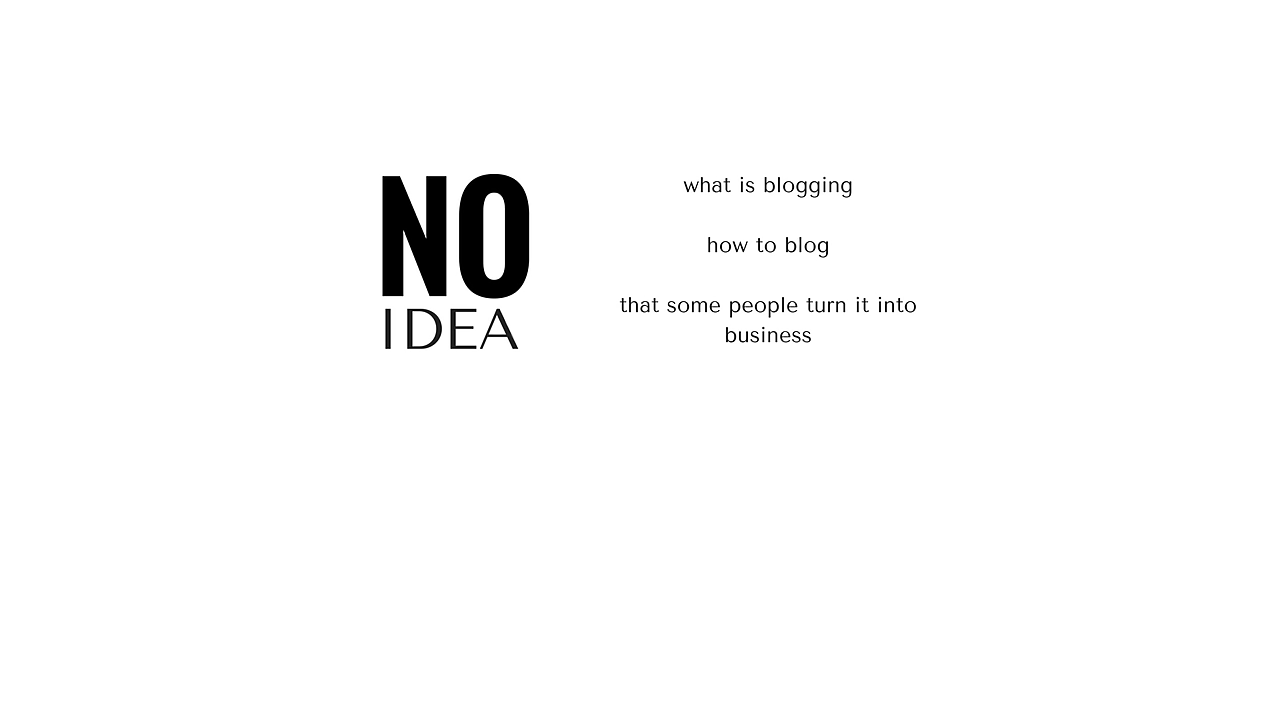 NO
IDEA
what is blogging
how to blog
that some people turn it into
business